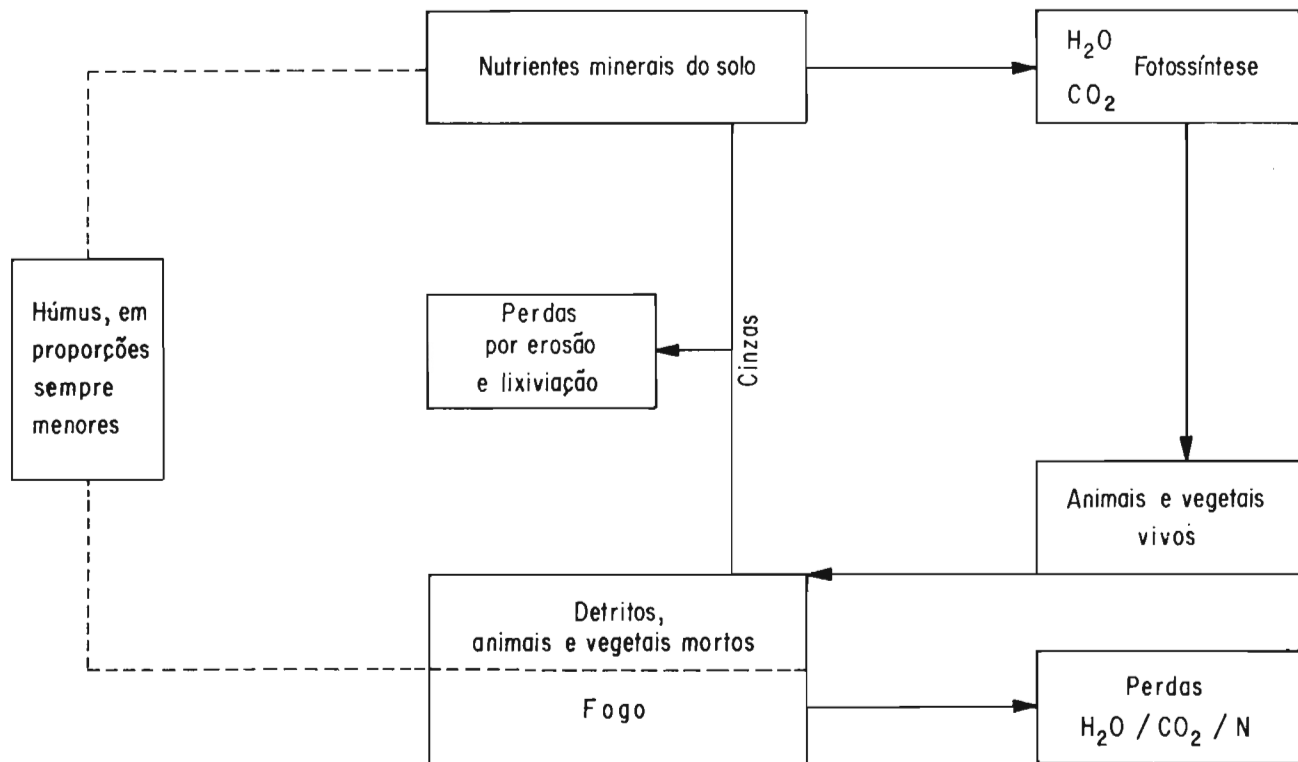 Nutrientes minerais do solo
H₂O
CO₂
Fotossíntese
Húmus, em
proporções
sempre
menores
Perdas
por erosão
e lixiviação
Cinzas
Animais e vegetais
vivos
Detritos,
animais e vegetais mortos
Fogo
Perdas
H₂O / CO₂ / N